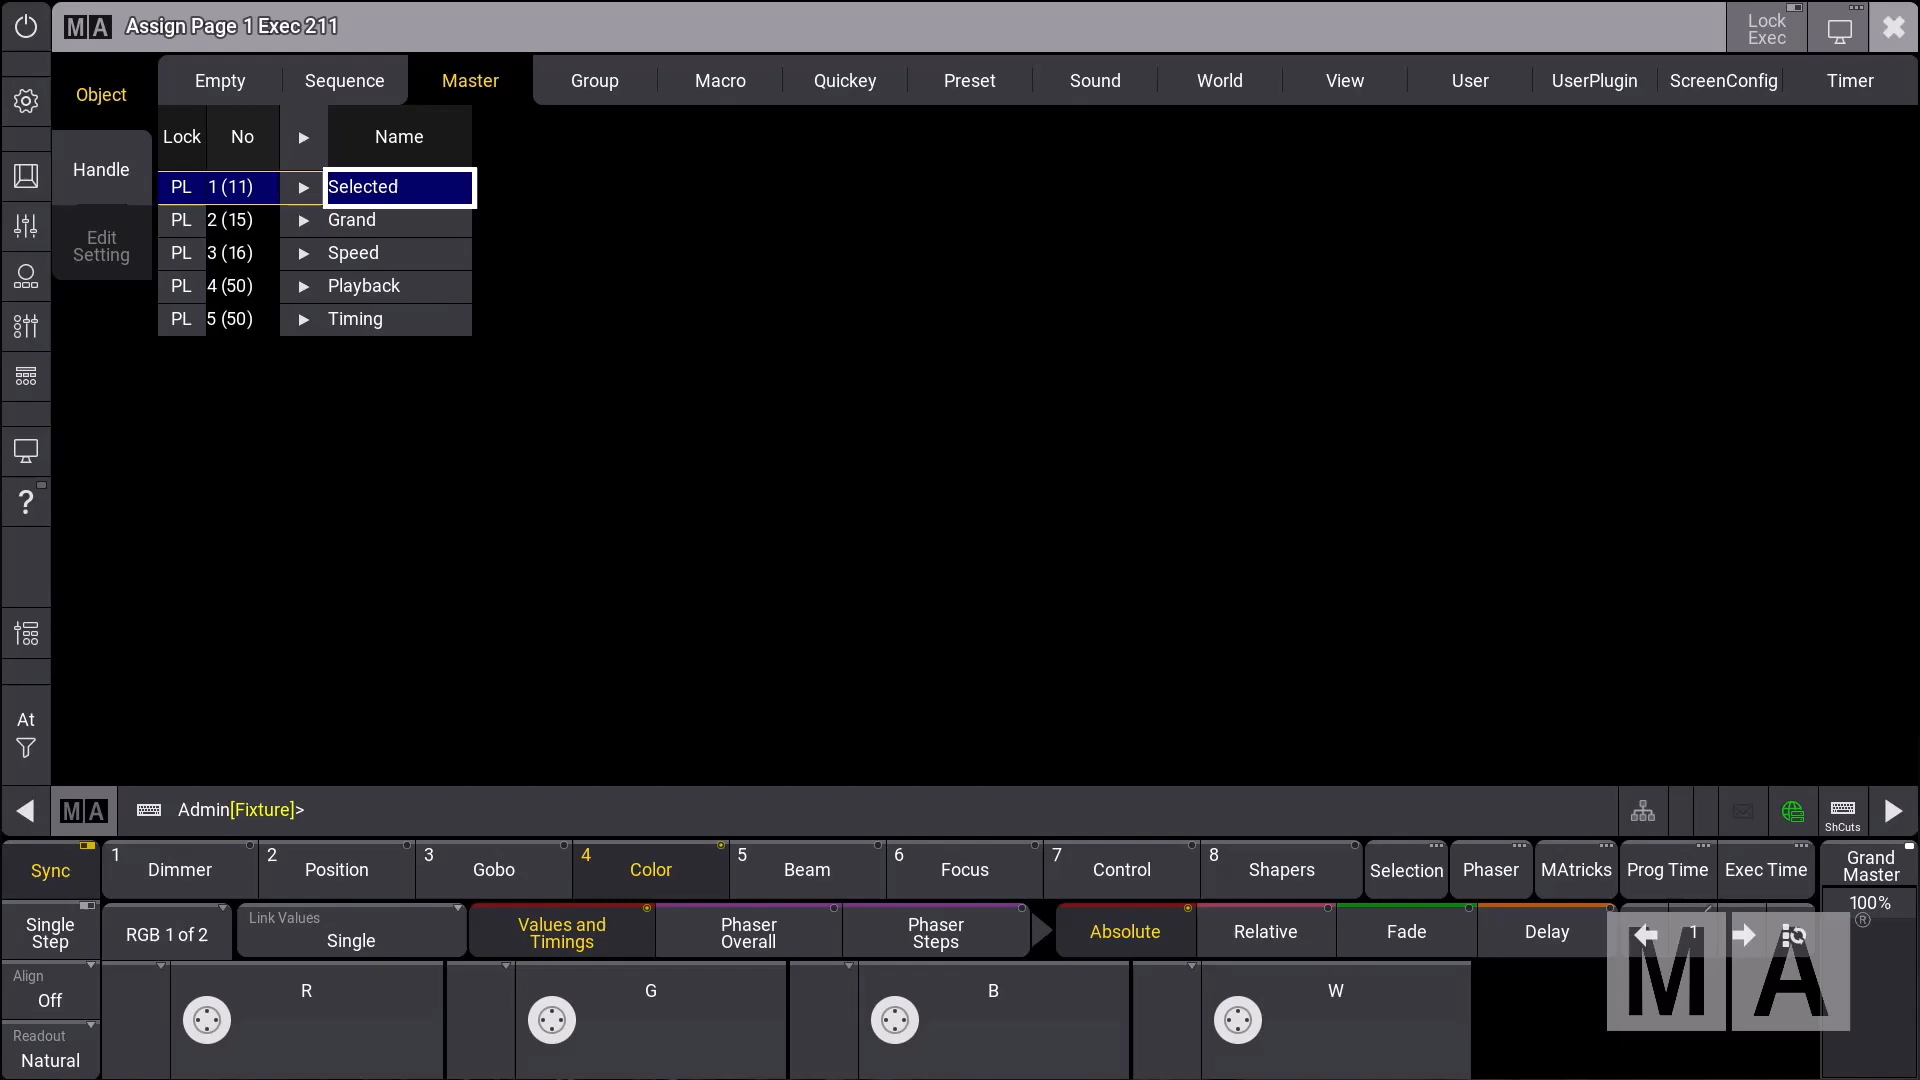 MA Assign Page 1 Exec 211
Lock
Exec
Object
Empty Sequence Master Group Macro Quickey Preset Sound World View User UserPlugin ScreenConfig Timer
Handle
Edit
Setting
Lock No Name
PL 1 (11) Selected
PL 2 (15) Grand
PL 3 (16) Speed
PL 4 (50) Playback
PL 5 (50) Timing
?
At
MA Admin[Fixture]>
ShCuts
Sync
1 Dimmer
2 Position
3 Gobo
4 Color
5 Beam
6 Focus
7 Control
8 Shapers
Selection
Phaser
MAtricks
Prog Time
Exec Time
Grand
Master
100%
®
Single
Step
RGB 1 of 2
Link Values
Single
Values and
Timings
Phaser
Overall
Phaser
Steps
Absolute
Relative
Fade
Delay
1
MA
Align
Off
R
G
B
W
Readout
Natural